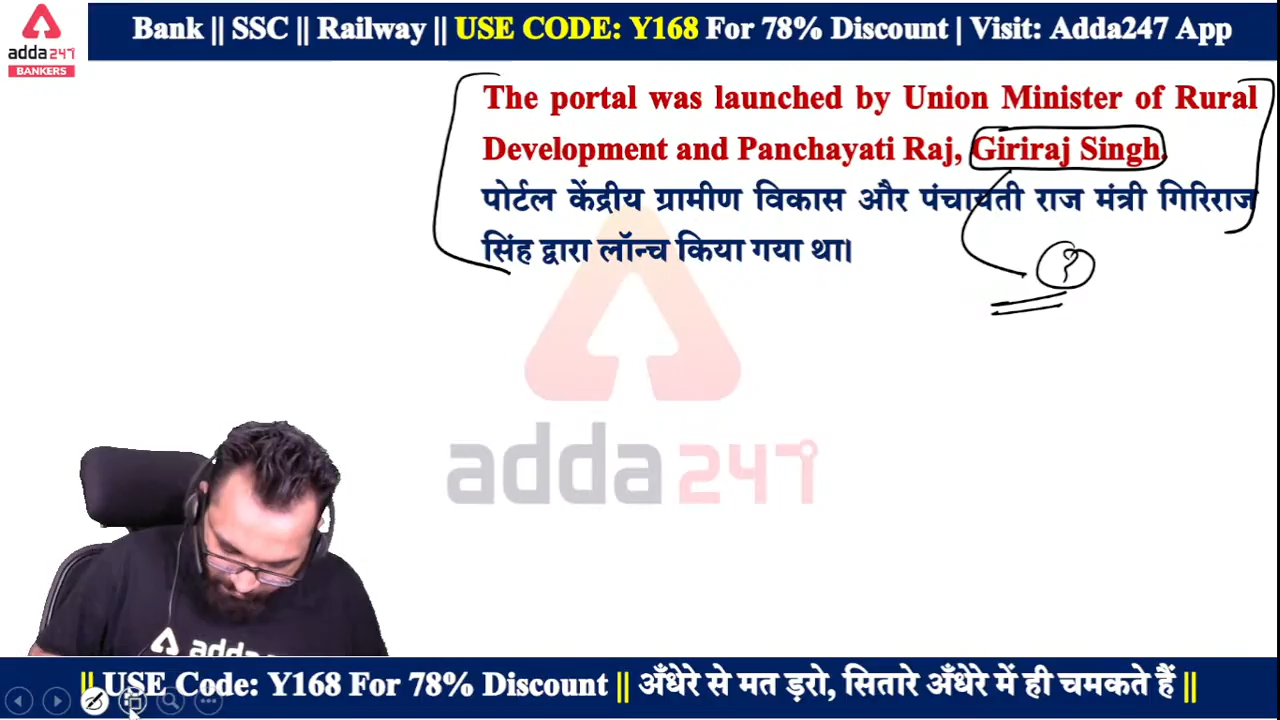 Bank || SSC || Railway || USE CODE: Y168 For 78% Discount | Visit: Adda247 App
adda247
BANKERS
The portal was launched by Union Minister of Rural
Development and Panchayati Raj, Giriraj Singh.
पोर्टल केंद्रीय ग्रामीण विकास और पंचायती राज मंत्री गिरिराज
सिंह द्वारा लॉन्च किया गया था।
?
adda247
adda247
|| USE Code: Y168 For 78% Discount || अँधेरे से मत ड़रो, सितारे अँधेरे में ही चमकते हैं ||